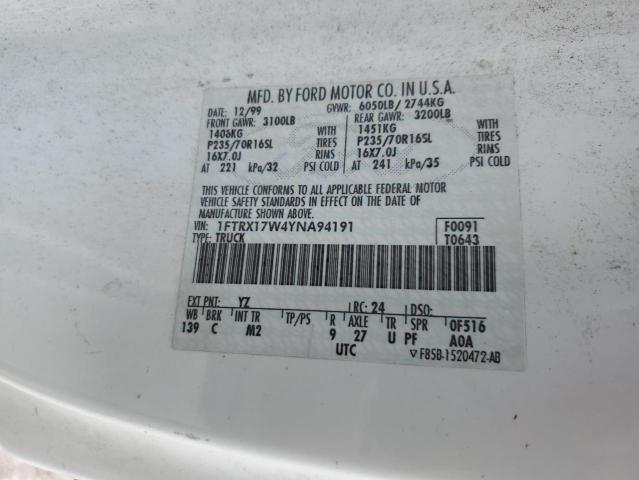 MFD. BY FORD MOTOR CO. IN U.S.A.
DATE: 12/99 GVWR: 6050LB/ 2744KG
FRONT GAWR: 3100LB REAR GAWR: 3200LB
1406KG WITH 1451KG WITH
P235/70R16SL TIRES P235/70R16SL TIRES
16X7.0J RIMS 16X7.0J RIMS
AT 221 kPa/32 PSI COLD AT 241 kPa/35 PSI COLD
THIS VEHICLE CONFORMS TO ALL APPLICABLE FEDERAL MOTOR
VEHICLE SAFETY STANDARDS IN EFFECT ON THE DATE OF
MANUFACTURE SHOWN ABOVE.
VIN: 1FTRX17W4YNA94191 F0091
TYPE: TRUCK T0643
EXT PNT: YZ RC: 24 DSO:
WB BRK INT TR TP/PS R AXLE TR SPR 0F516
139 C M2 9 27 U PF A0A
UTC ▽ F85B-1520472-AB